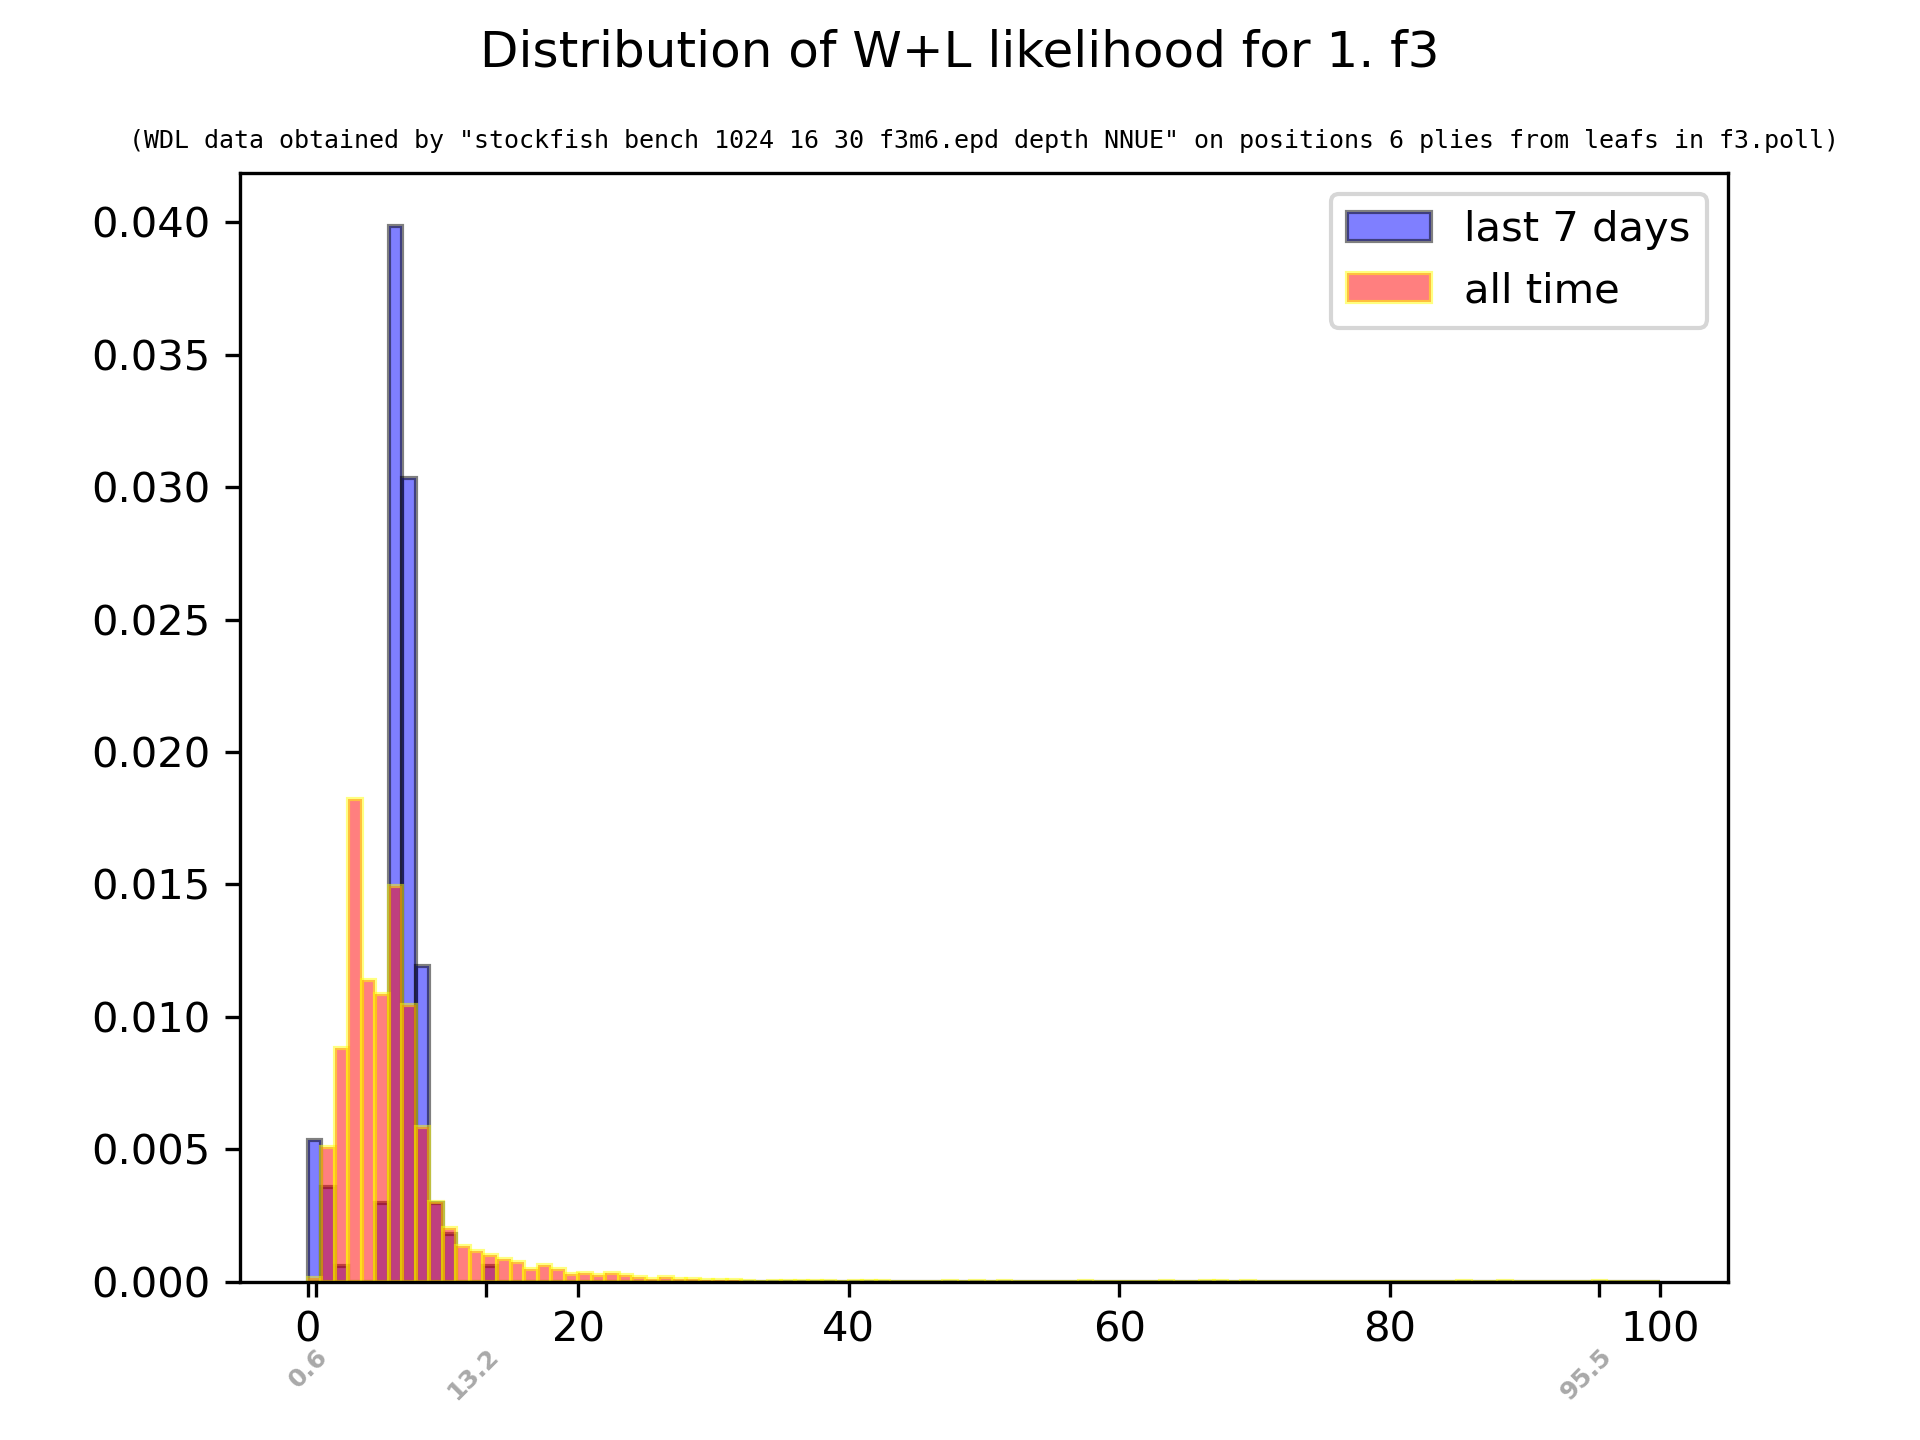 Distribution of W+L likelihood for 1. f3
(WDL data obtained by "stockfish bench 1024 16 30 f3m6.epd depth NNUE" on positions 6 plies from leafs in f3.poll)
last 7 days
all time
0.040
0.035
0.030
0.025
0.020
0.015
0.010
0.005
0.000
0 20 40 60 80 100
0.6 13.2 95.5